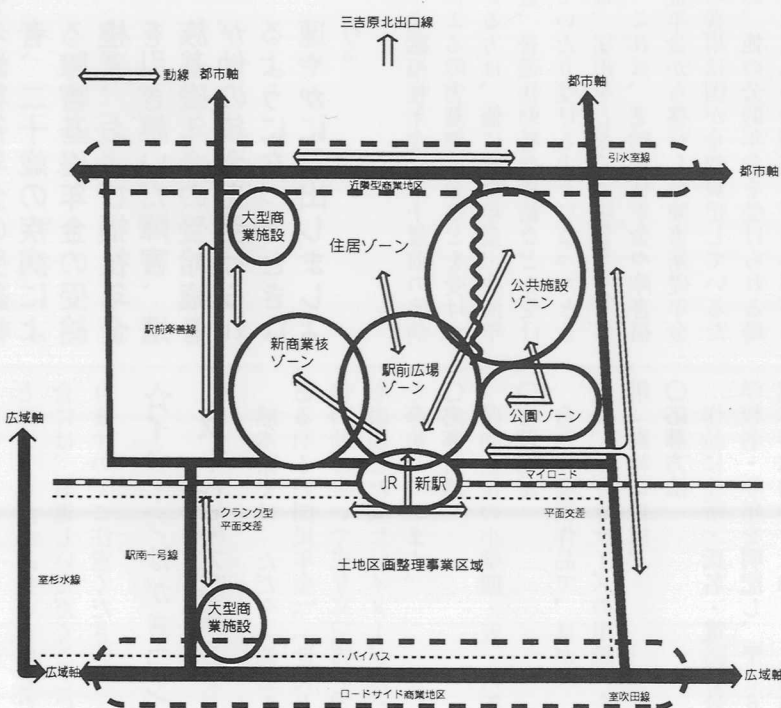 三吉原北出口線
動線
都市軸
都市軸
引水室線
都市軸
近隣型商業地区
大型商
業施設
住居ゾーン
公共施設
ゾーン
駅前楽善線
新商業核
ゾーン
駅前広場
ゾーン
公園ゾーン
広域軸
マイロード
JR 新駅
クランク型
平面交差
平面交差
駅南一号線
土地区画整理事業区域
室杉水線
大型商
業施設
バイパス
広域軸
広域軸
ロードサイド商業地区
室吹田線